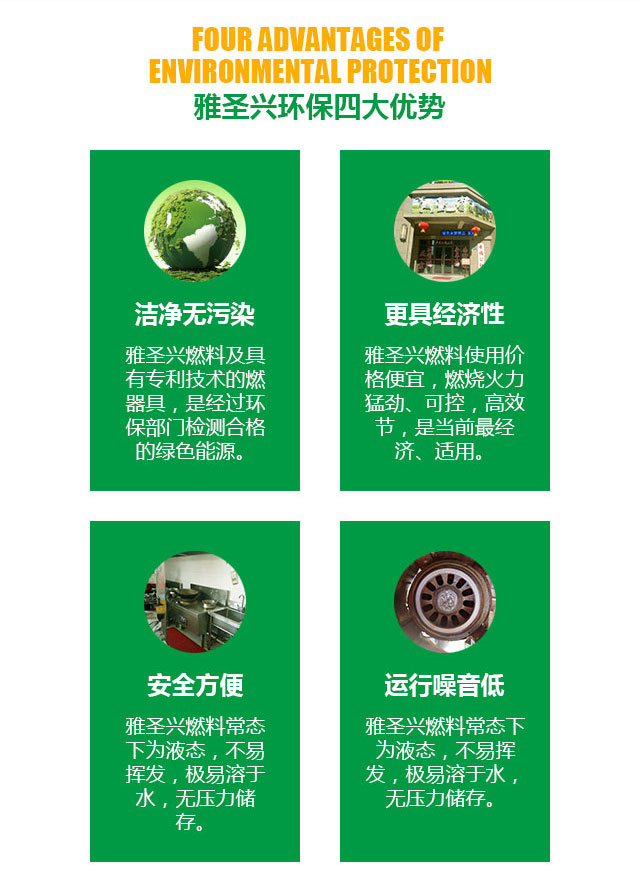 FOUR ADVANTAGES OF
ENVIRONMENTAL PROTECTION
雅圣兴环保四大优势
洁净无污染
雅圣兴燃料及具
有专利技术的燃
器具，是经过环
保部门检测合格
的绿色能源。
更具经济性
雅圣兴燃料使用价
格便宜，燃烧火力
猛劲、可控，高效
节，是当前最经
济、适用。
安全方便
雅圣兴燃料常态
下为液态，不易
挥发，极易溶于
水，无压力储
存。
运行噪音低
雅圣兴燃料常态下
为液态，不易挥
发，极易溶于水，
无压力储存。